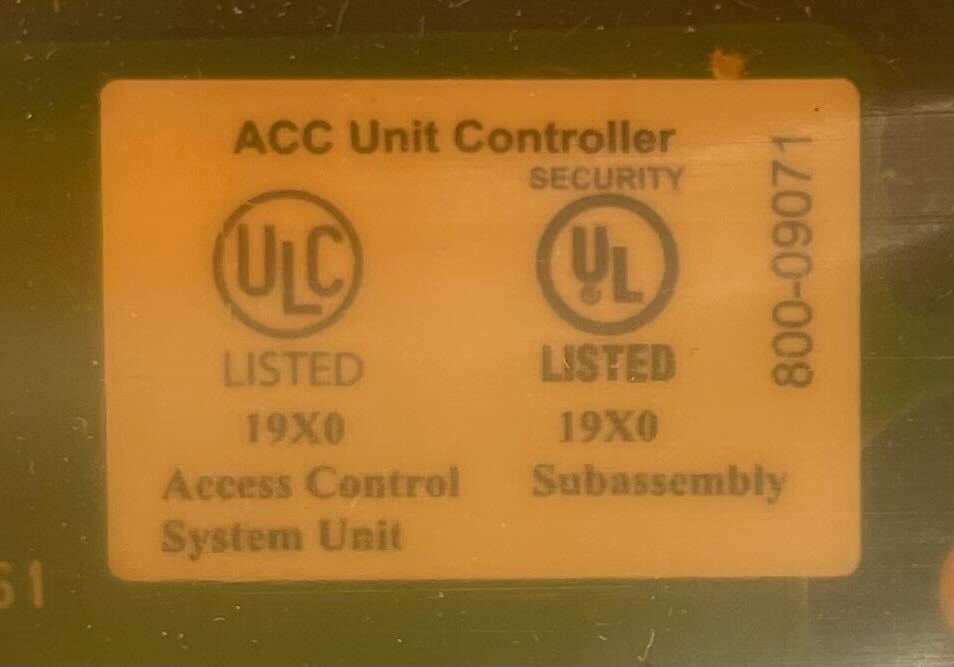 ACC Unit Controller
SECURITY
ULC
UL
®
LISTED
LISTED
19X0
19X0
Access Control
System Unit
Subassembly
800-09071
61